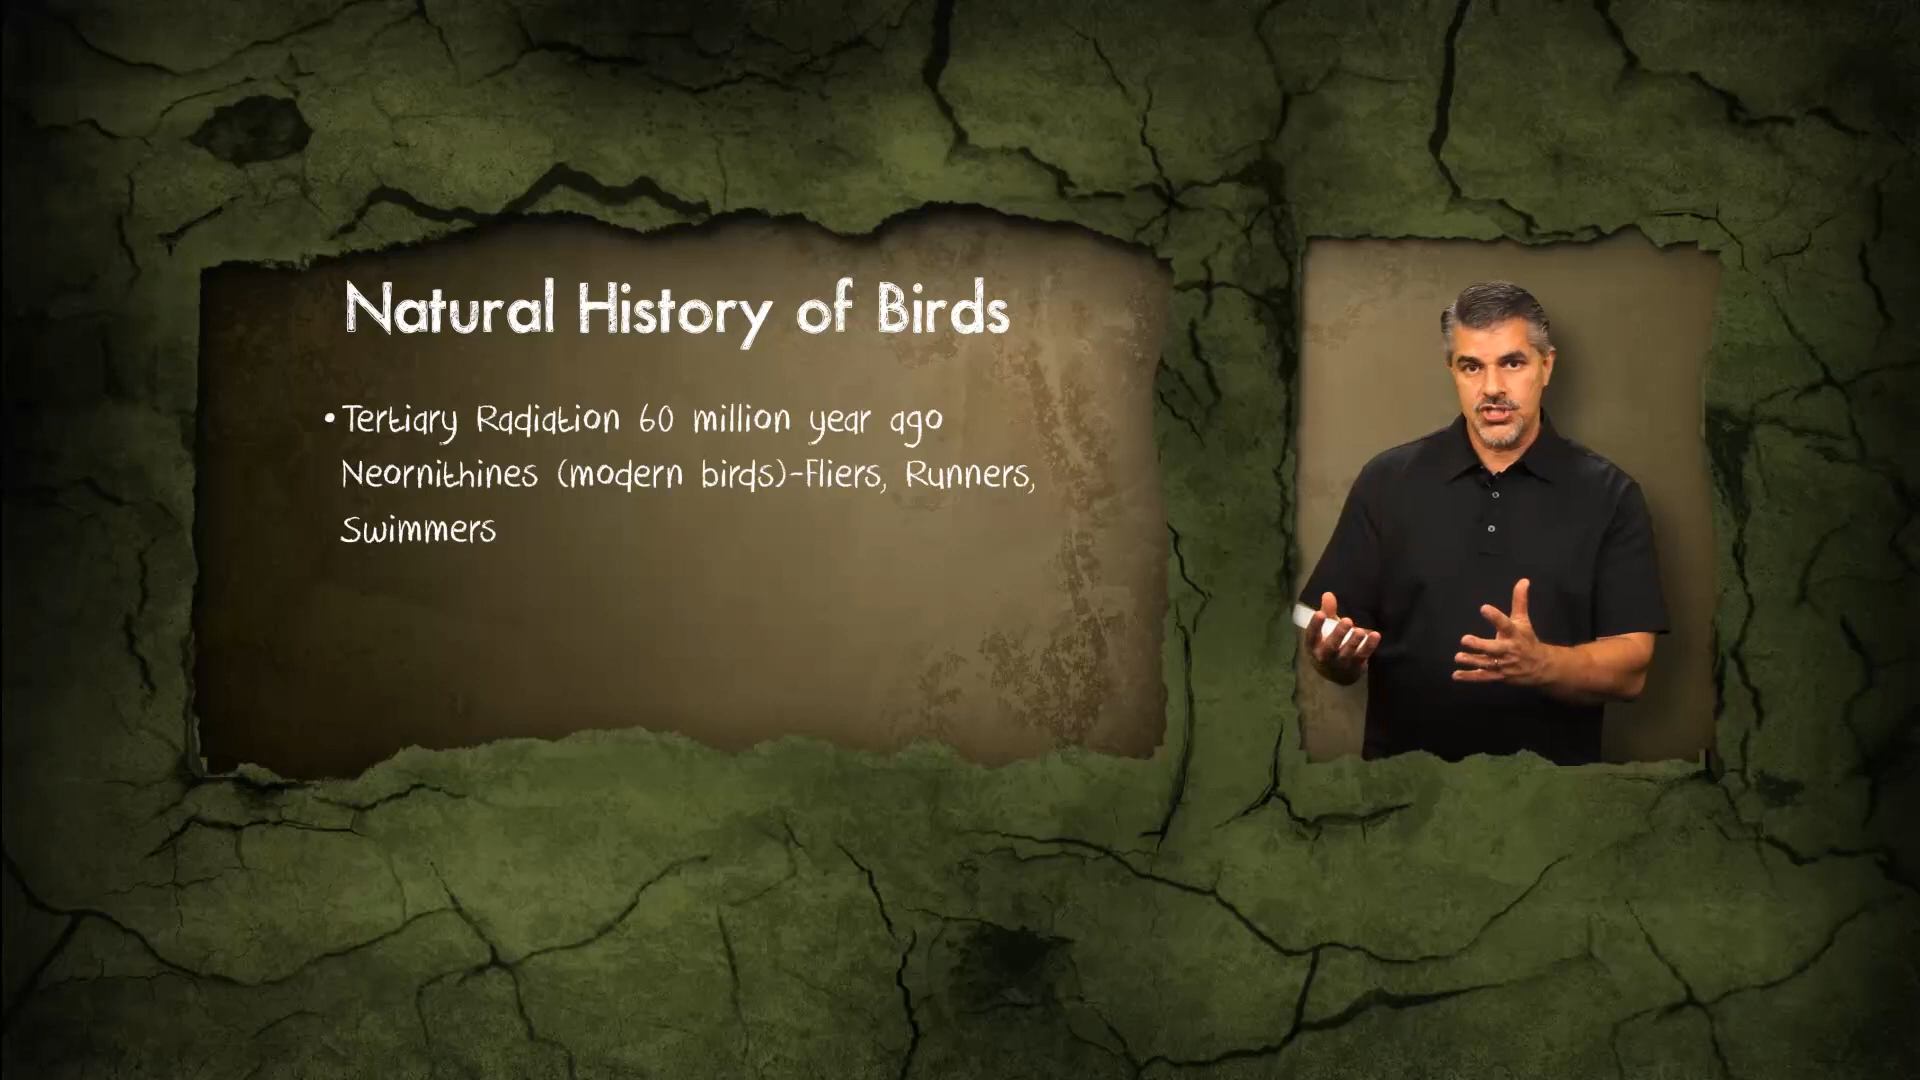 Natural History of Birds
• Tertiary Radiation 60 million year ago
Neornithines (modern birds)-Fliers, Runners,
Swimmers